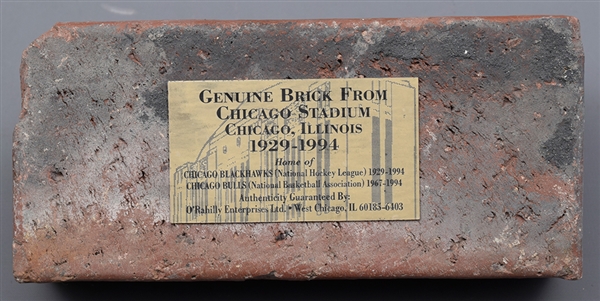 GENUINE BRICK FROM
CHICAGO STADIUM
CHICAGO, ILLINOIS
1929-1994
Home of
CHICAGO BLACKHAWKS (National Hockey League) 1929-1994
CHICAGO BULLS (National Basketball Association) 1967-1994
Authenticity Guaranteed By:
O'Rahilly Enterprises Ltd. • West Chicago, IL 60185-6403